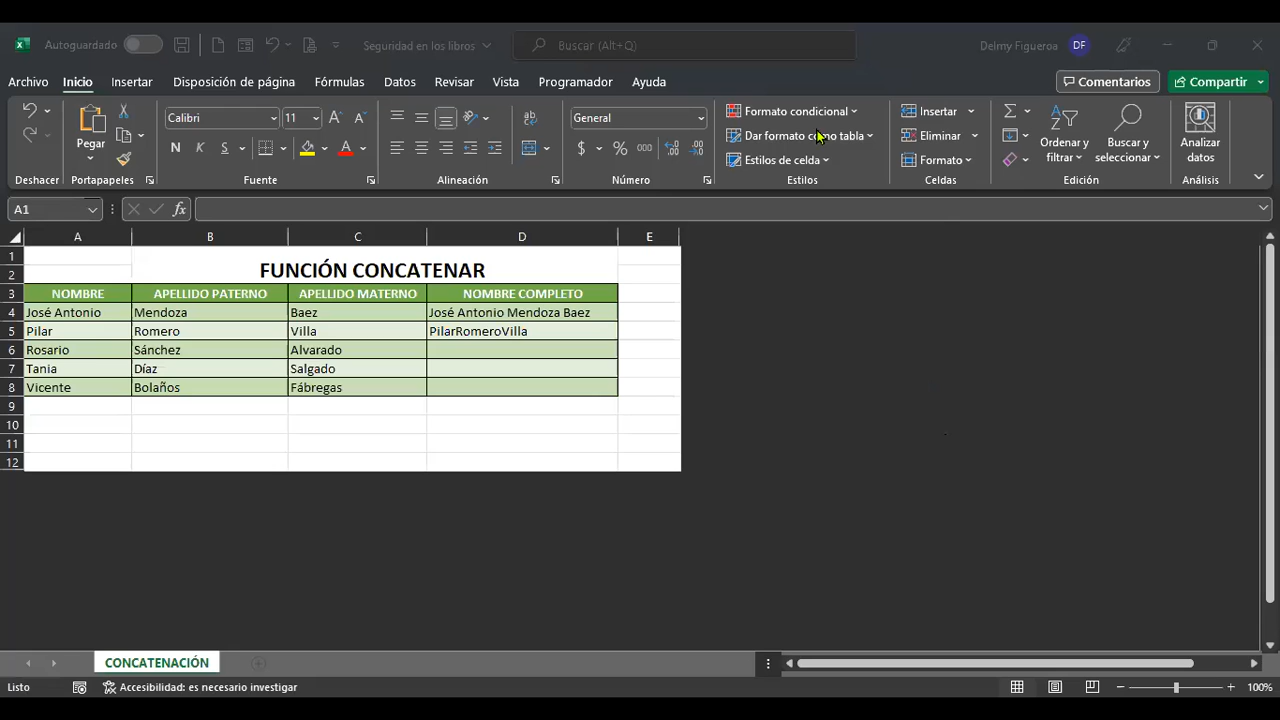 Autoguardado
Seguridad en los libros
Buscar (Alt+Q)
Delmy Figueroa
DF
Archivo Inicio Insertar Disposición de página Fórmulas Datos Revisar Vista Programador Ayuda
Comentarios
Compartir
Pegar
Calibri 11
N K S
ab
General
$ % 000
Formato condicional
Dar formato como tabla
Estilos de celda
Insertar
Eliminar
Formato
Ordenar y filtrar
Buscar y seleccionar
Analizar datos
Deshacer Portapapeles Fuente Alineación Número Estilos Celdas Edición Análisis
A1
fx
A B C D E
1
2 FUNCIÓN CONCATENAR
3 NOMBRE APELLIDO PATERNO APELLIDO MATERNO NOMBRE COMPLETO
4 José Antonio Mendoza Baez José Antonio Mendoza Baez
5 Pilar Romero Villa PilarRomeroVilla
6 Rosario Sánchez Alvarado
7 Tania Díaz Salgado
8 Vicente Bolaños Fábregas
9
10
11
12
CONCATENACIÓN
Listo
Accesibilidad: es necesario investigar
100%